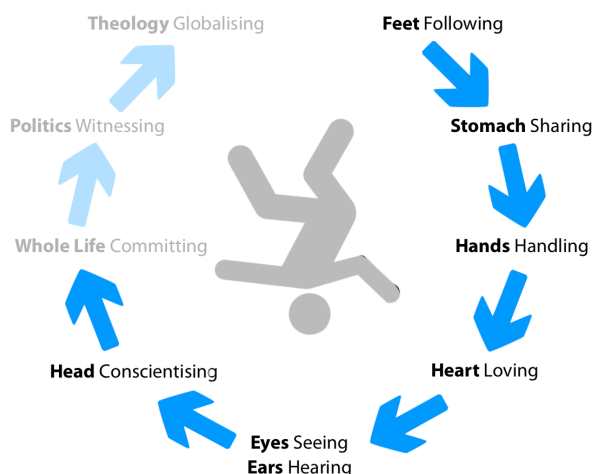 Feet Following
Stomach Sharing
Hands Handling
Heart Loving
Eyes Seeing
Ears Hearing
Head Conscientising
Whole Life Committing
Politics Witnessing
Theology Globalising